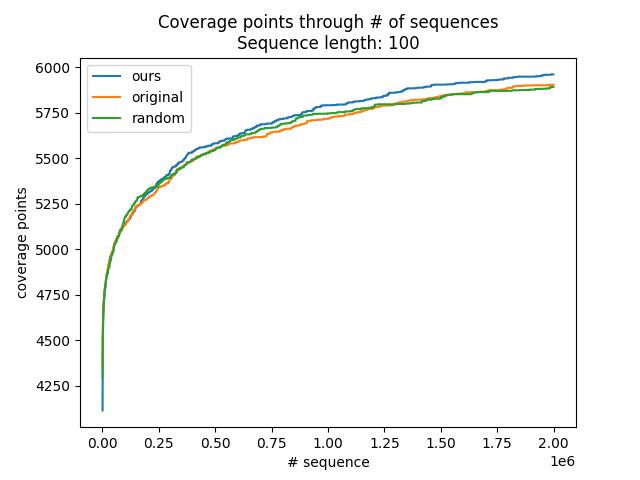 Coverage points through # of sequences
Sequence length: 100
ours
original
random
coverage points
6000
5750
5500
5250
5000
4750
4500
4250
0.00 0.25 0.50 0.75 1.00 1.25 1.50 1.75 2.00
1e6
# sequence